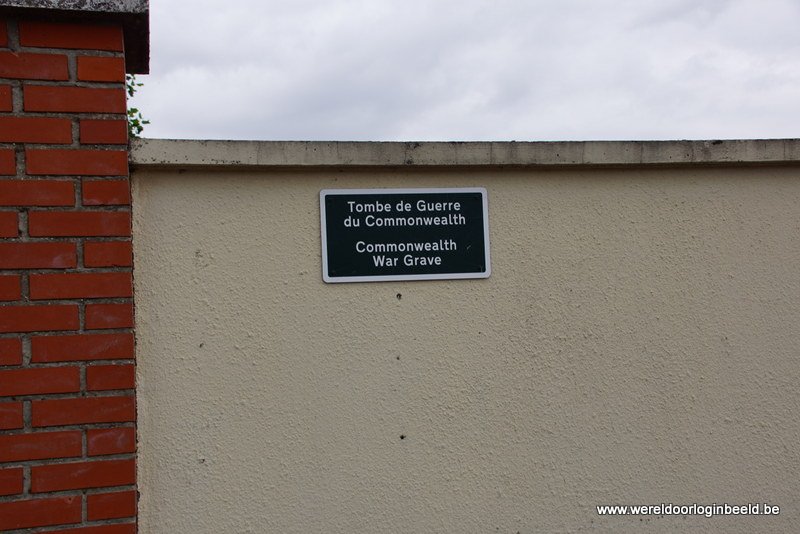 Tombe de Guerre
du Commonwealth
Commonwealth
War Grave
www.wereldoorloginbeeld.be